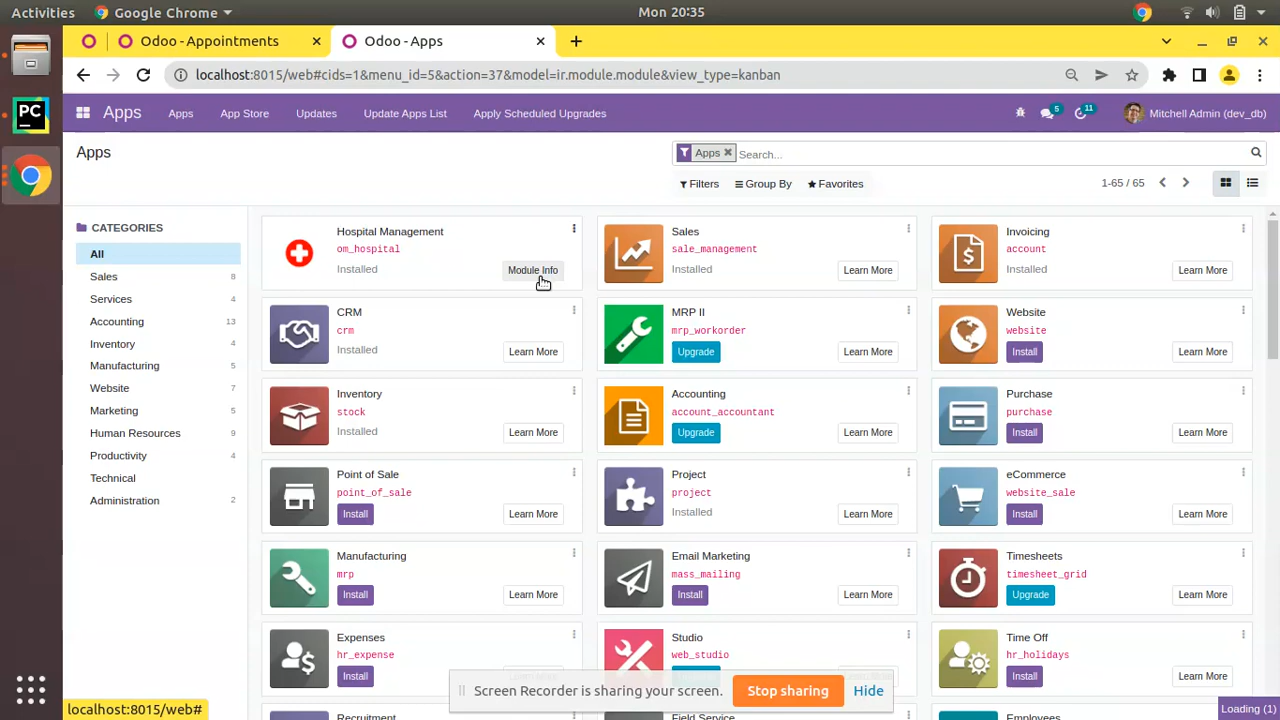 Activities Google Chrome Mon 20:35
Odoo - Appointments Odoo - Apps
localhost:8015/web#cids=1&menu_id=5&action=37&model=ir.module.module&view_type=kanban
Apps Apps App Store Updates Update Apps List Apply Scheduled Upgrades 5 11 Mitchell Admin (dev_db)
Apps Apps Search...
Filters Group By Favorites 1-65 / 65
CATEGORIES
All
Sales 8
Services 4
Accounting 13
Inventory 4
Manufacturing 5
Website 7
Marketing 5
Human Resources 9
Productivity 4
Technical
Administration 2
Hospital Management
om_hospital
Installed Module Info
Sales
sale_management
Installed Learn More
Invoicing
account
Installed Learn More
CRM
crm
Installed Learn More
MRP II
mrp_workorder
Upgrade Learn More
Website
website
Install Learn More
Inventory
stock
Installed Learn More
Accounting
account_accountant
Upgrade Learn More
Purchase
purchase
Install Learn More
Point of Sale
point_of_sale
Install Learn More
Project
project
Installed Learn More
eCommerce
website_sale
Install Learn More
Manufacturing
mrp
Install Learn More
Email Marketing
mass_mailing
Install Learn More
Timesheets
timesheet_grid
Upgrade Learn More
Expenses
hr_expense
Install
Studio
web_studio
Time Off
hr_holidays
Install Learn More
Recruitment
Field Service
Employees
Screen Recorder is sharing your screen. Stop sharing Hide
localhost:8015/web#
Loading (1)
PC